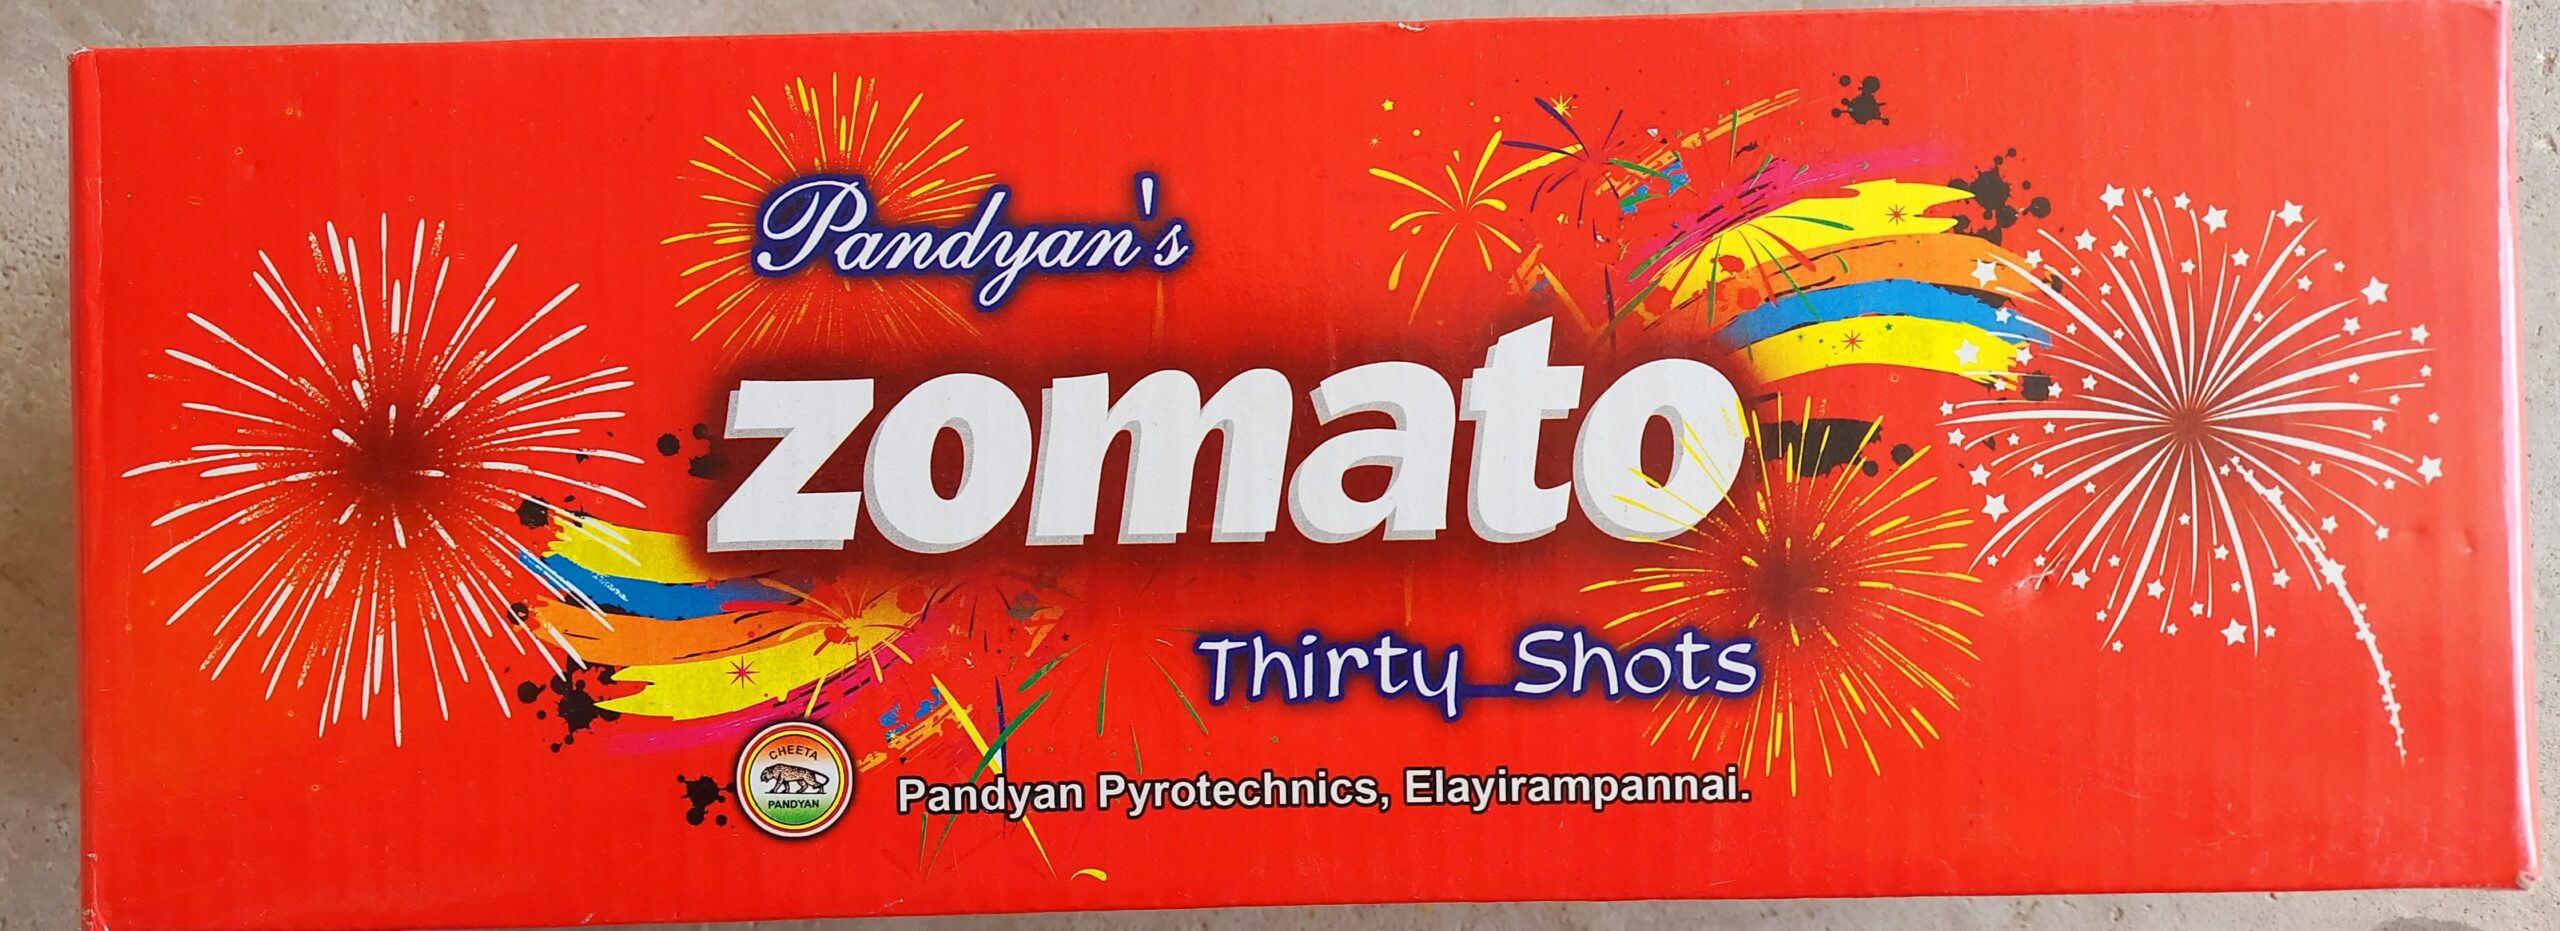 Pandyan's
zomato
Thirty Shots
CHEETA
PANDYAN
Pandyan Pyrotechnics, Elayirampannai.